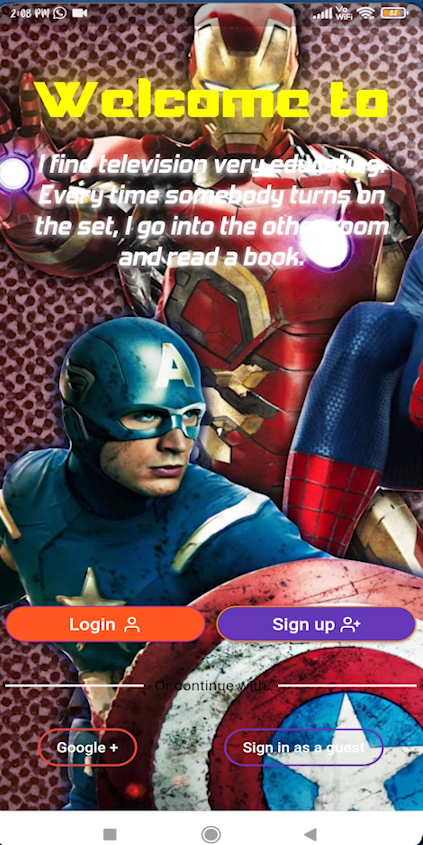 2:08 PM
Vo
WiFi
Welcome to
I find television very educating.
Every time somebody turns on
the set, I go into the other room
and read a book.
A
Login
Sign up
Or continue with
Google +
Sign in as a guest